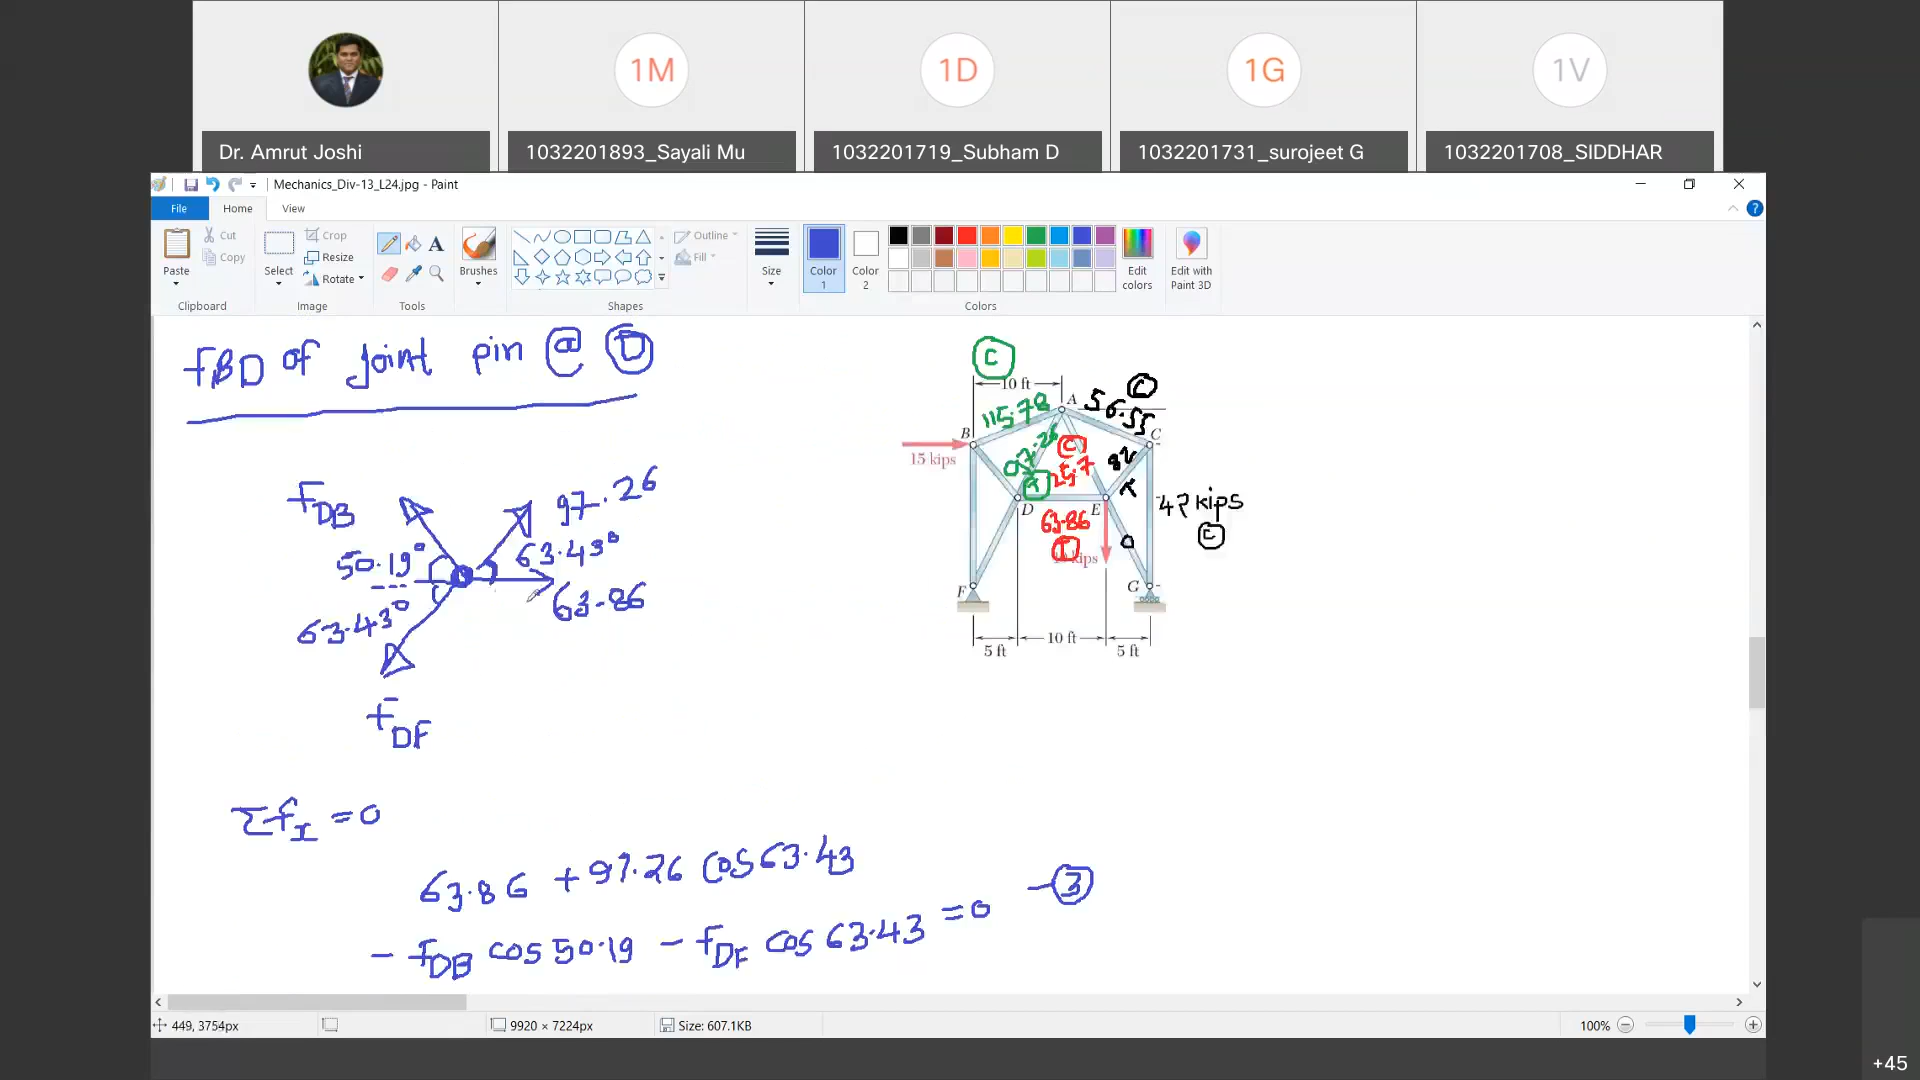 1M
1D
1G
1V
Dr. Amrut Joshi
1032201893_Sayali Mu
1032201719_Subham D
1032201731_surojeet G
1032201708_SIDDHAR
Mechanics_Div-13_L24.jpg - Paint
File
Home
View
Paste
Cut
Copy
Clipboard
Select
Crop
Resize
Rotate
Image
A
Tools
Brushes
Shapes
Outline
Fill
Size
Color
1
Color
2
Colors
Edit
colors
Edit with
Paint 3D
?
FBD of Joint pin @ D
FDB
97.26
50.19°
63.43°
63.86
63.43°
FDF
C
10 ft
115.78
A
56.55
C
B
C
15 kips
97.26
C
25.7
82
T
D
E
47 kips
C
63.86
T
kips
0
F
G
10 ft
5 ft
5 ft
Σfx = 0
63.86 + 97.26 Cos 63.43
- FDB cos 50.19 - FDF cos 63.43 = 0 - 3
449, 3754px
9920 × 7224px
Size: 607.1KB
100%
+45